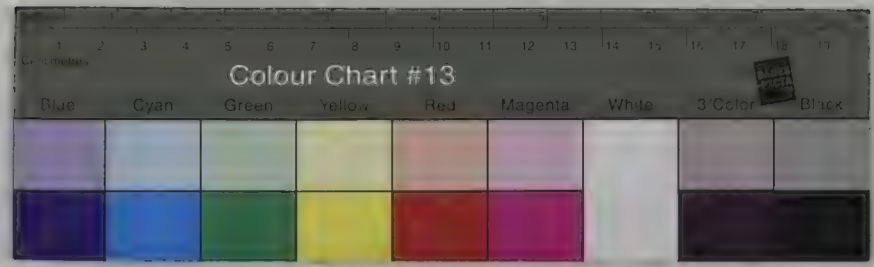 1 2 3 4 5 6 7 8 9 10 11 12 13 14 15 16 17 18 19
Centimetres
Colour Chart #13
Blue Cyan Green Yellow Red Magenta White 3/Color Black